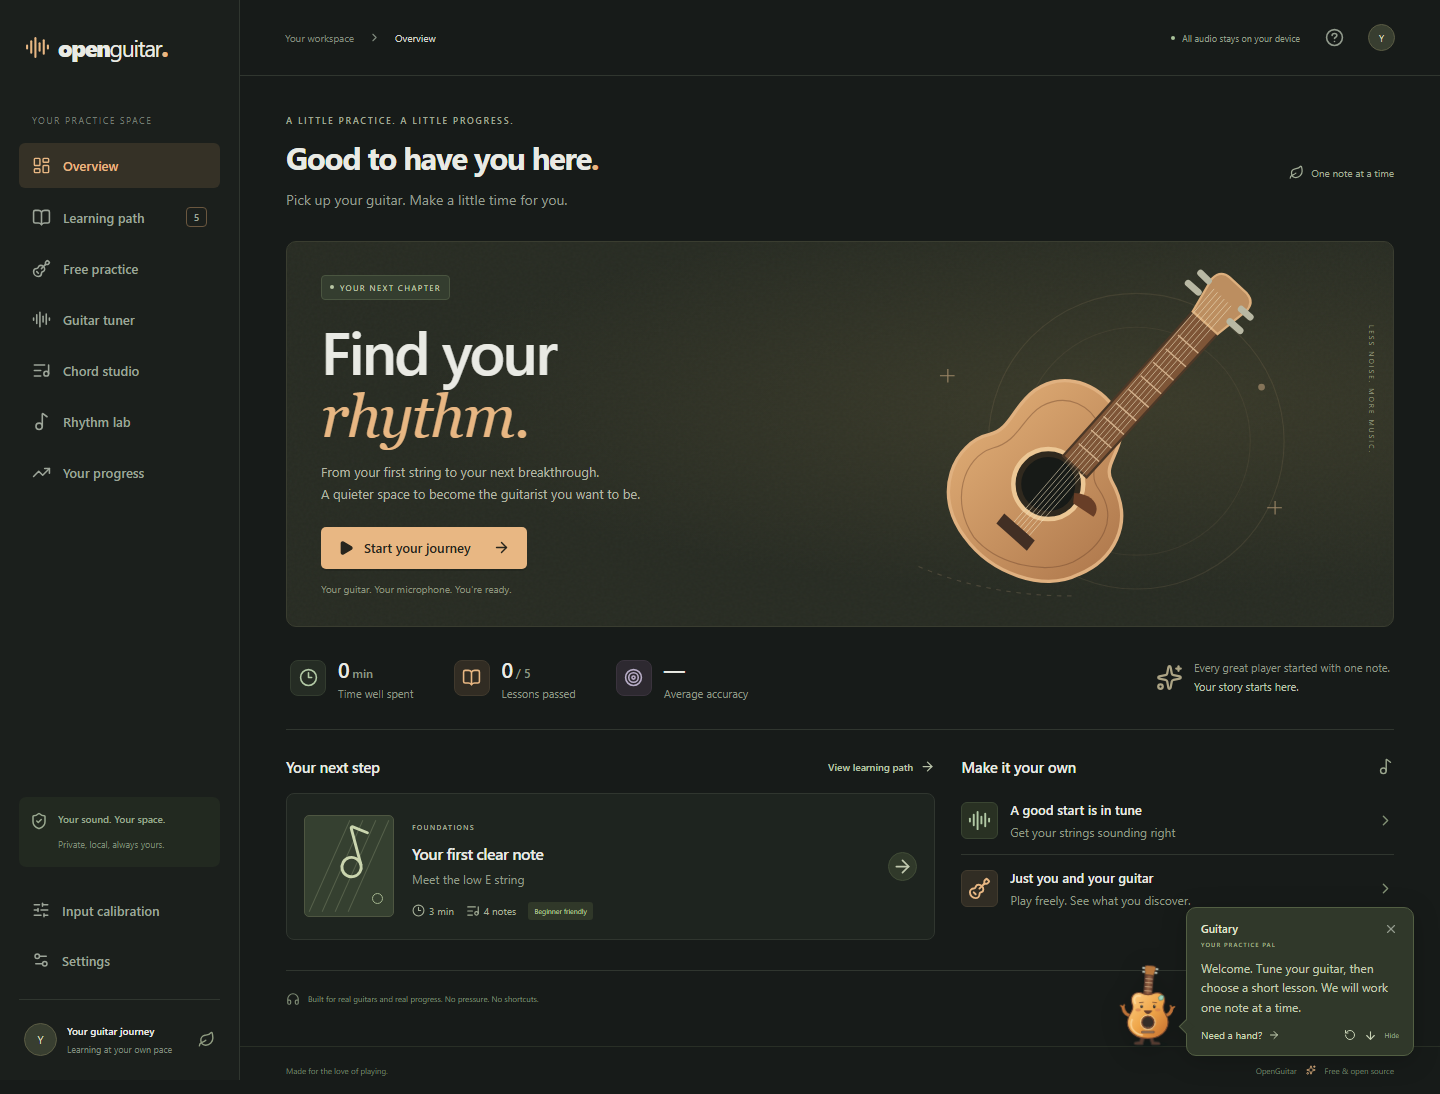 openguitar.
YOUR PRACTICE SPACE
Overview
Learning path
5
Free practice
Guitar tuner
Chord studio
Rhythm lab
Your progress
Your sound. Your space.
Private, local, always yours.
Input calibration
Settings
Y
Your guitar journey
Learning at your own pace
Your workspace
Overview
All audio stays on your device
Y
A LITTLE PRACTICE. A LITTLE PROGRESS.
Good to have you here.
Pick up your guitar. Make a little time for you.
One note at a time
YOUR NEXT CHAPTER
Find your
rhythm.
From your first string to your next breakthrough.
A quieter space to become the guitarist you want to be.
Start your journey
Your guitar. Your microphone. You're ready.
LESS NOISE. MORE MUSIC.
0 min
Time well spent
0 / 5
Lessons passed
—
Average accuracy
Every great player started with one note.
Your story starts here.
Your next step
View learning path
FOUNDATIONS
Your first clear note
Meet the low E string
3 min
4 notes
Beginner friendly
Make it your own
A good start is in tune
Get your strings sounding right
Just you and your guitar
Play freely. See what you discover.
Guitary
YOUR PRACTICE PAL
Welcome. Tune your guitar, then
choose a short lesson. We will work
one note at a time.
Need a hand?
Hide
Built for real guitars and real progress. No pressure. No shortcuts.
Made for the love of playing.
OpenGuitar
Free & open source